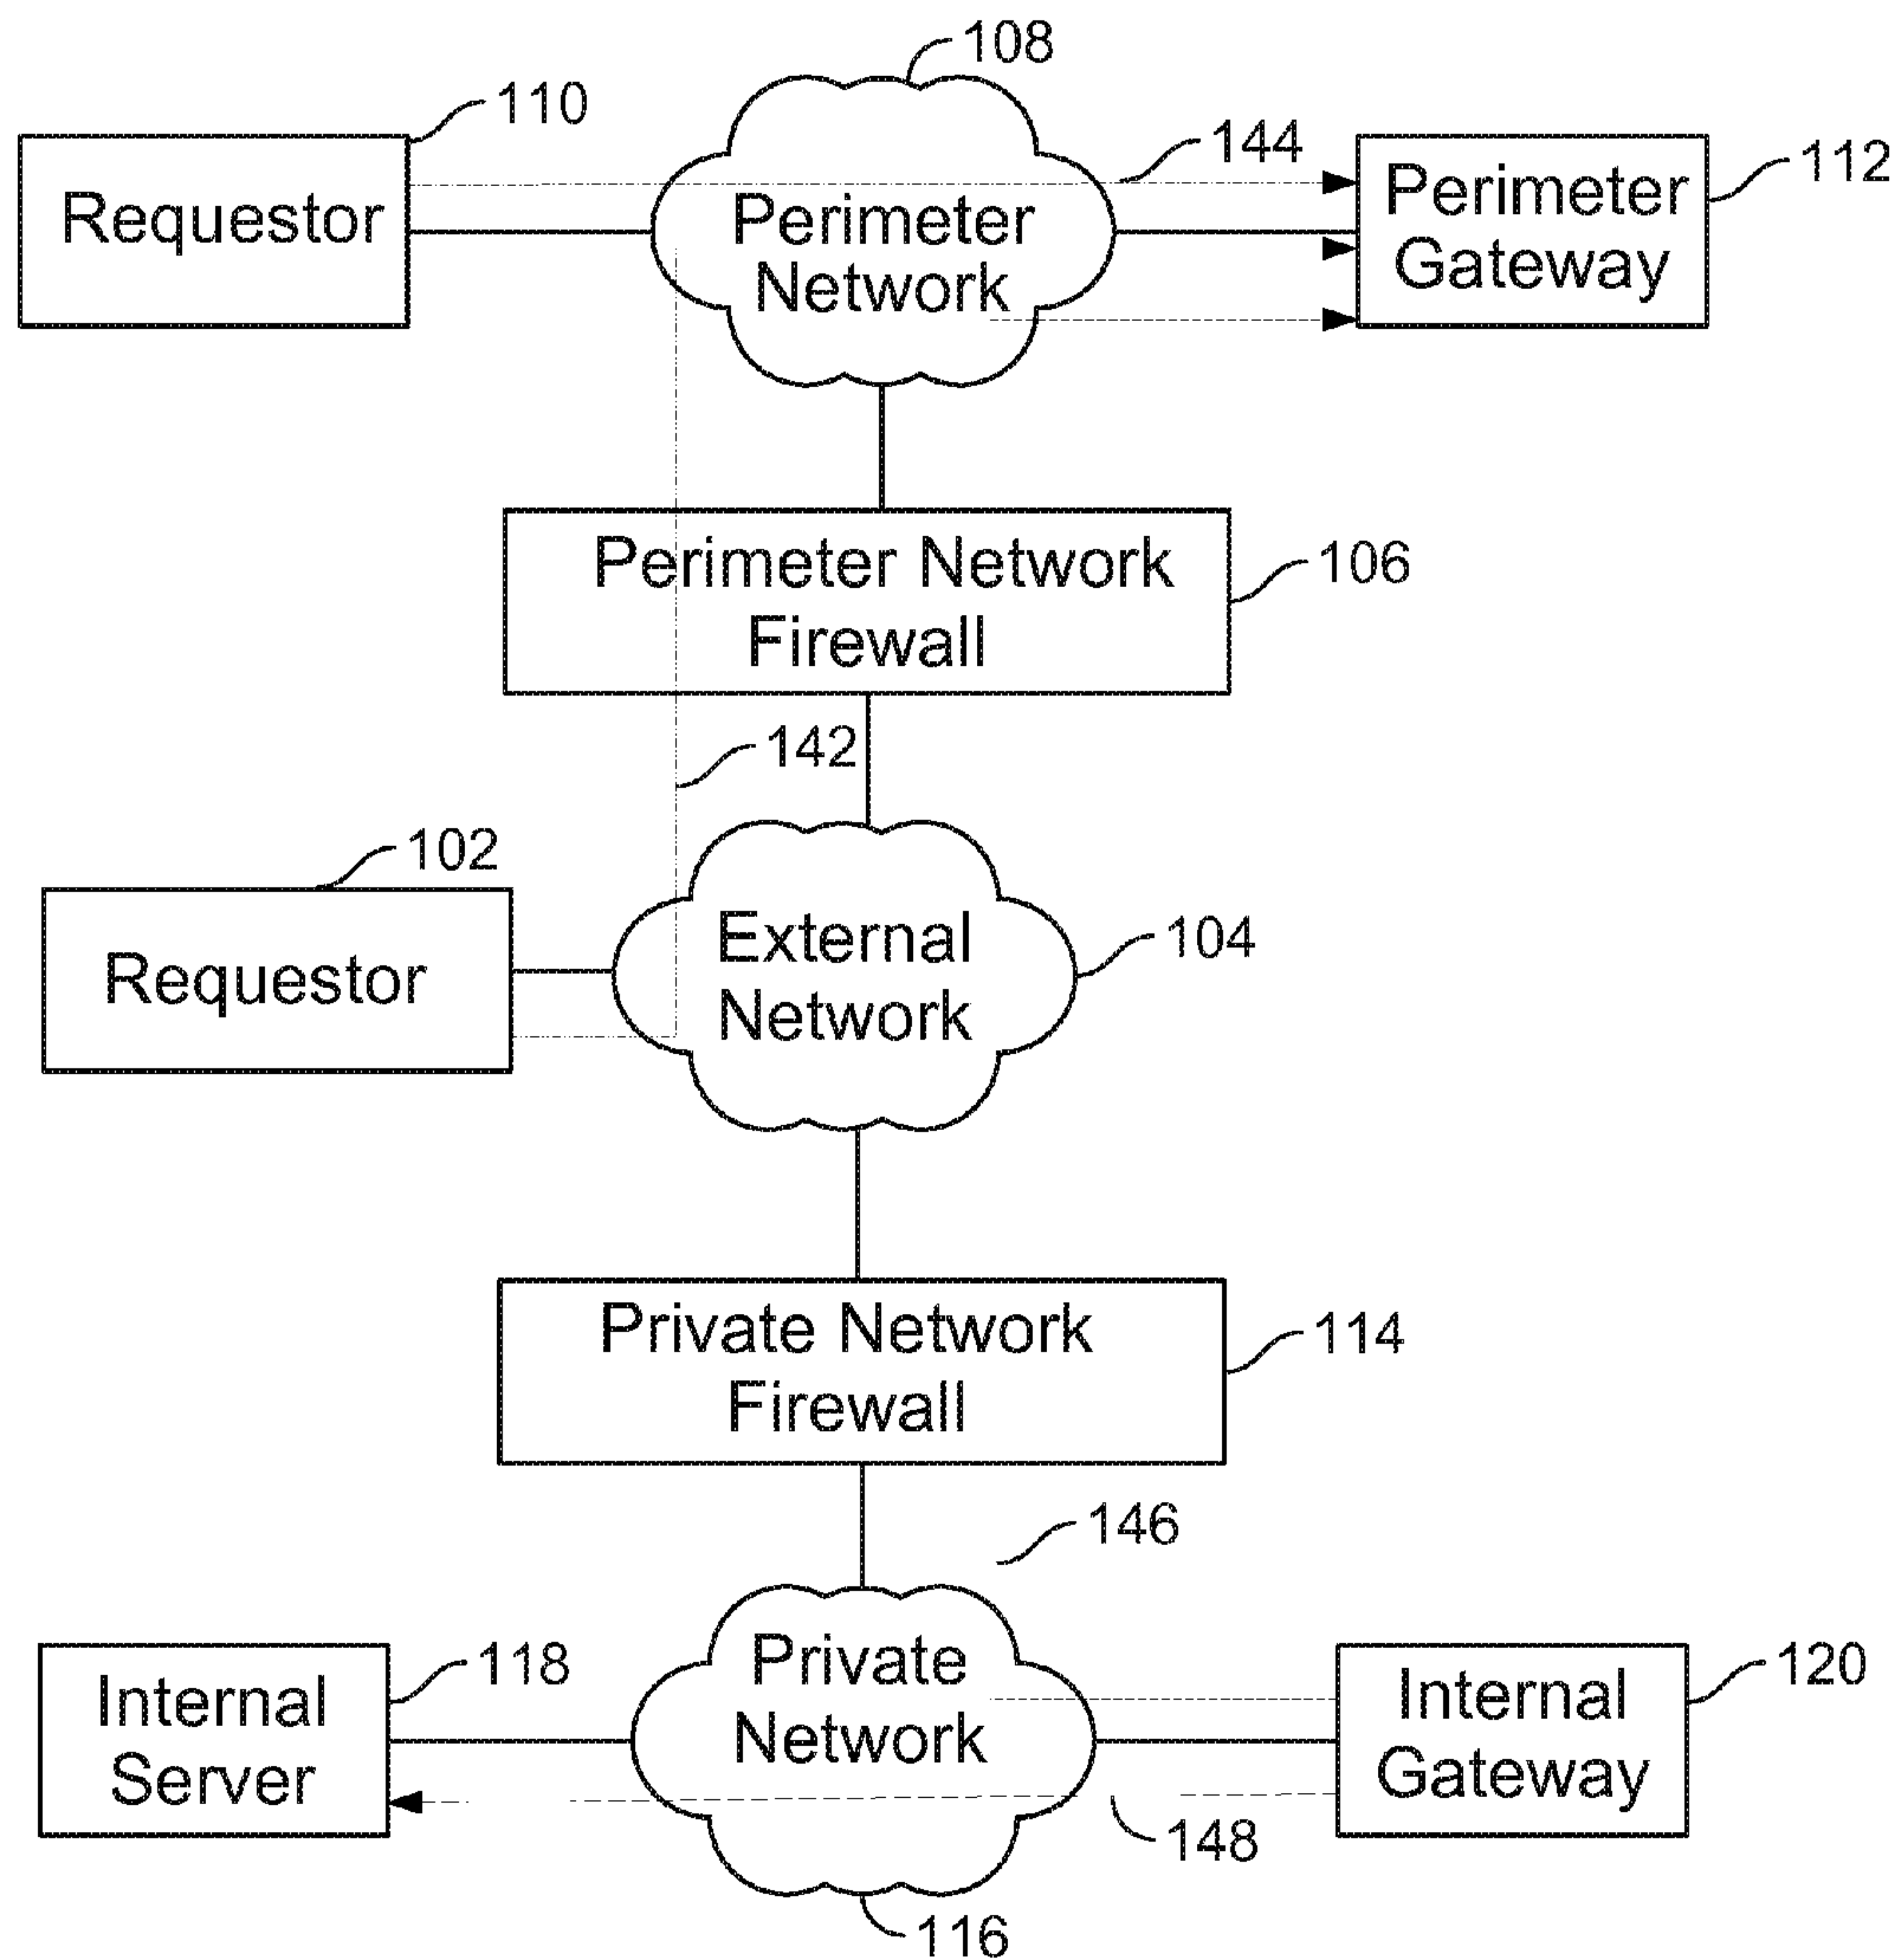 108
110
144
112
Requestor
Perimeter
Network
Perimeter
Gateway
Perimeter Network
Firewall
106
142
102
Requestor
External
Network
104
Private Network
Firewall
114
146
118
Internal
Server
Private
Network
120
Internal
Gateway
148
116